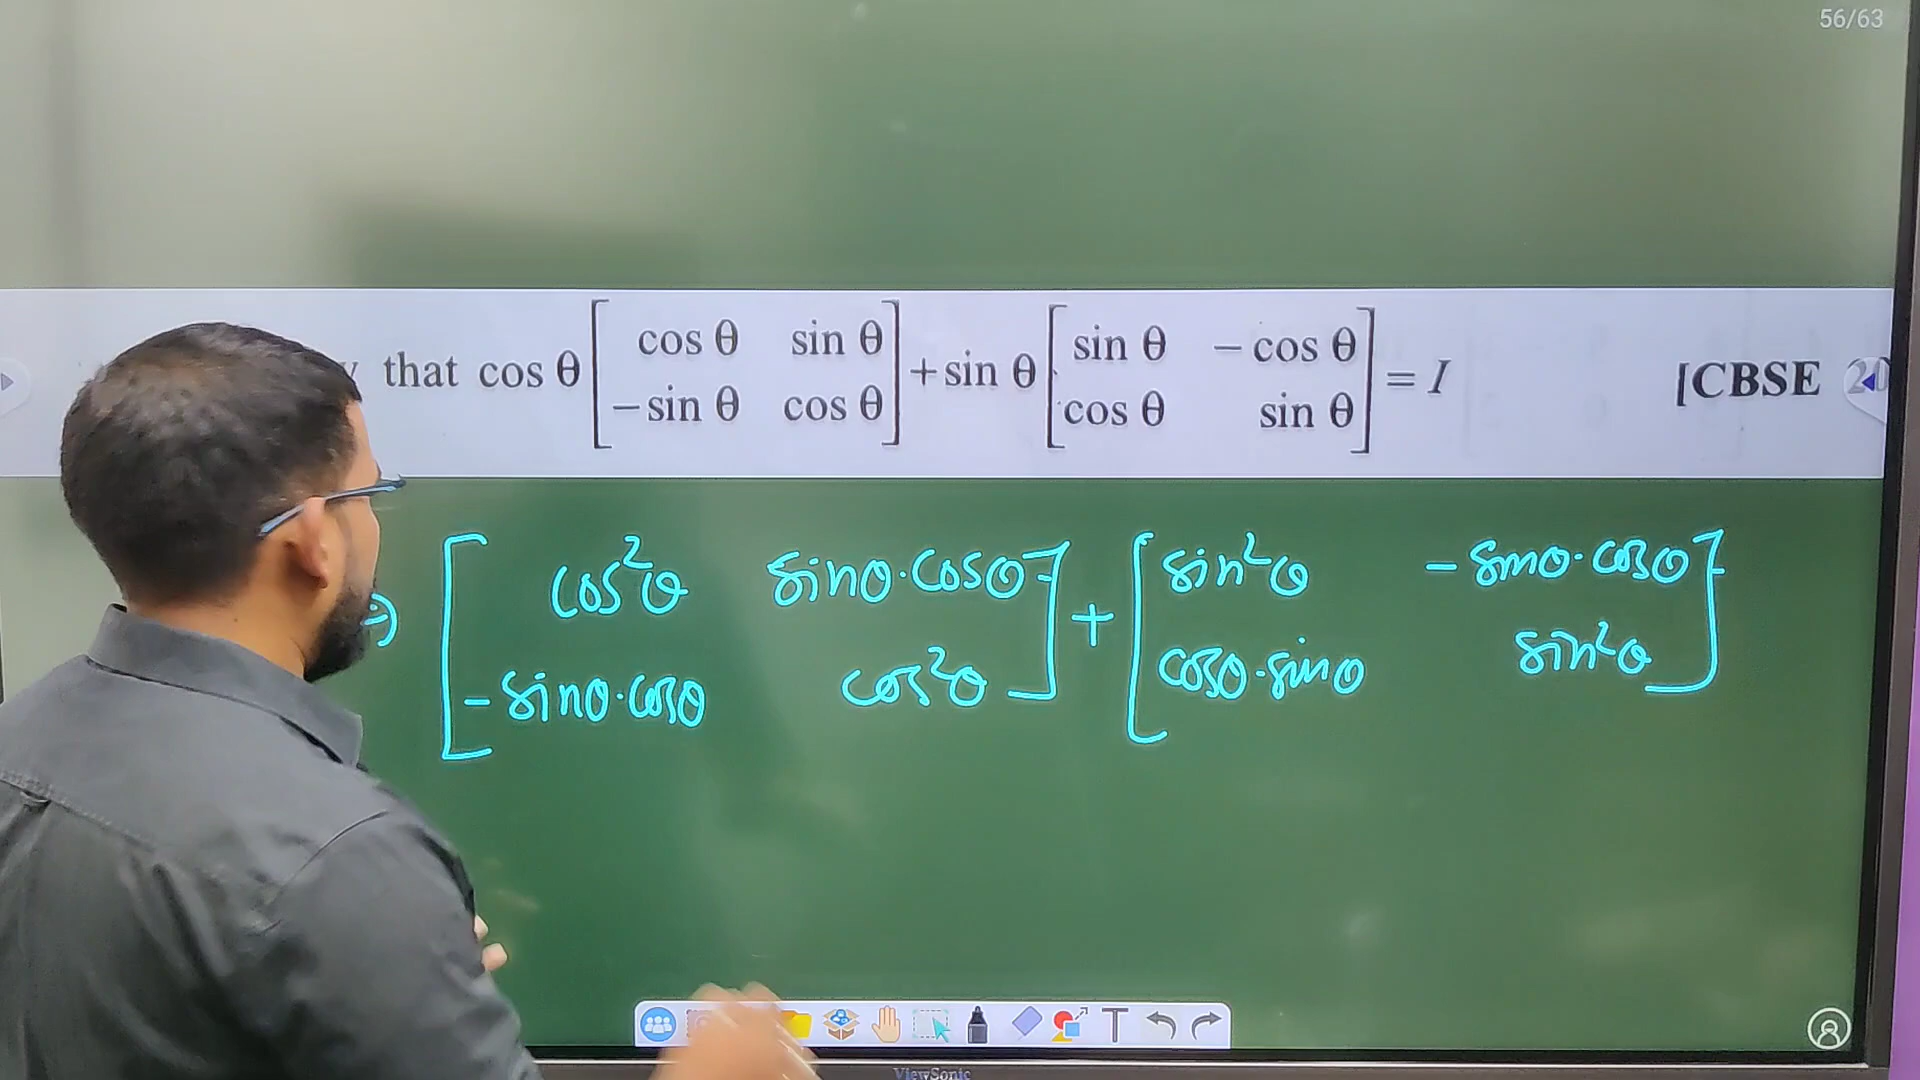 56/63
that cos θ [ cos θ sin θ ] + sin θ [ sin θ − cos θ ] = I [CBSE
[ − sin θ cos θ ] [ cos θ sin θ ]
⇒ [ cos²θ sinθ·cosθ ] + [ sin²θ − sinθ·cosθ ]
[ − sinθ·cosθ cos²θ ] [ cosθ·sinθ sin²θ ]
ViewSonic